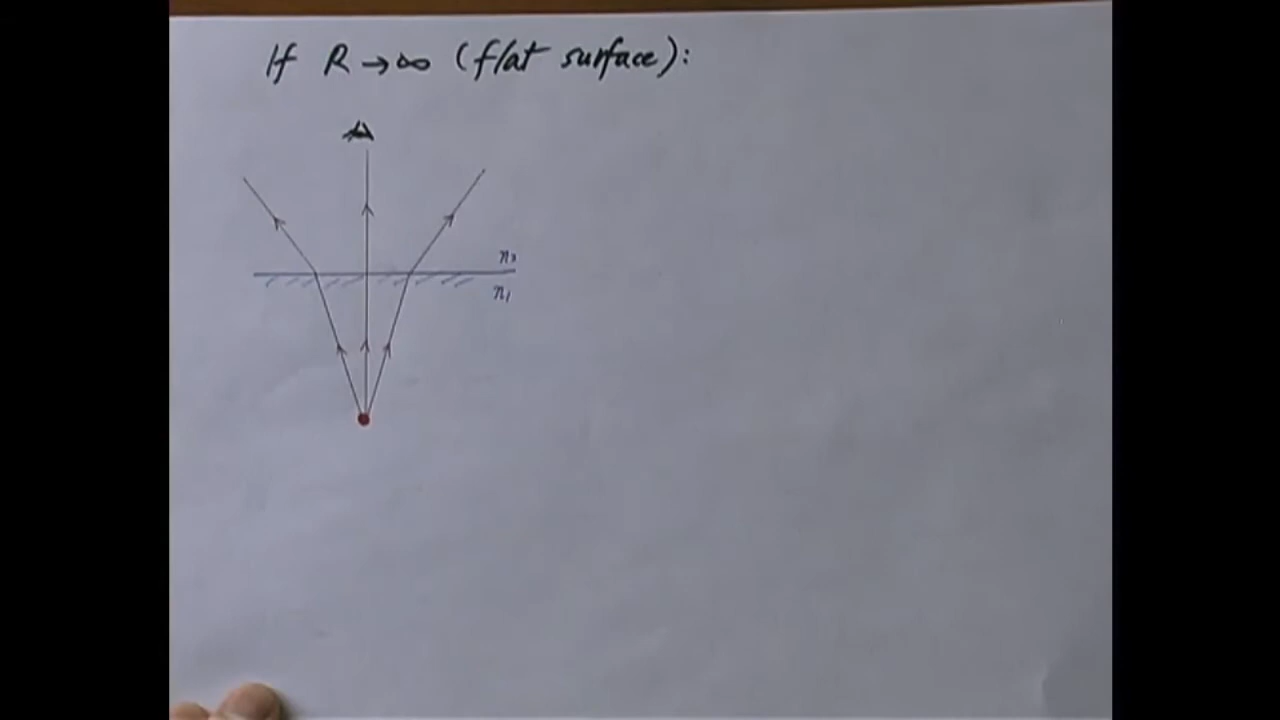 If R → ∞ (flat surface):
n₂
n₁